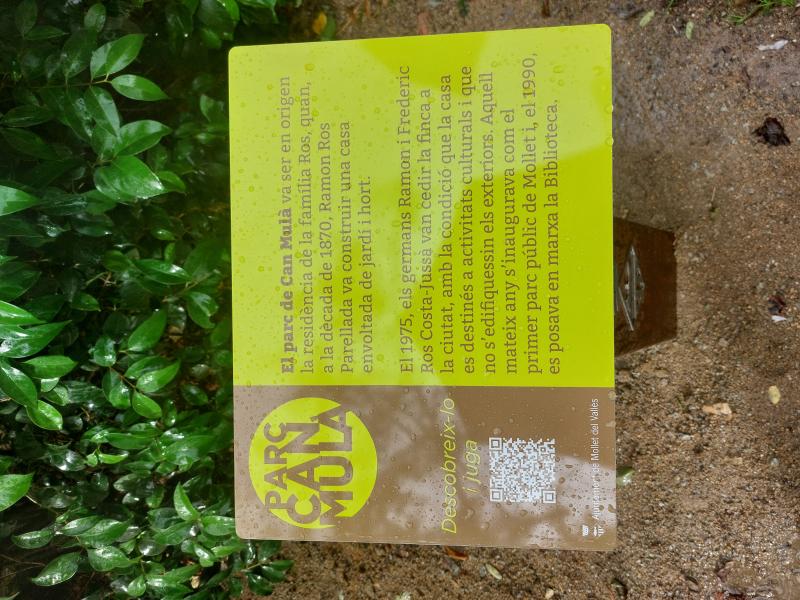 PARC
CAN
MULÀ
Descobreix-lo
i juga
Ajuntament de Mollet del Vallès
El parc de Can Mulà va ser en origen
la residència de la família Ros, quan,
a la dècada de 1870, Ramon Ros
Parellada va construir una casa
envoltada de jardí i hort.
El 1975, els germans Ramon i Frederic
Ros Costa-Jussà van cedir la finca a
la ciutat, amb la condició que la casa
es destinés a activitats culturals i que
no s'edifiquessin els exteriors. Aquell
mateix any s'inaugurava com el
primer parc públic de Mollet i, el 1990,
es posava en marxa la Biblioteca.